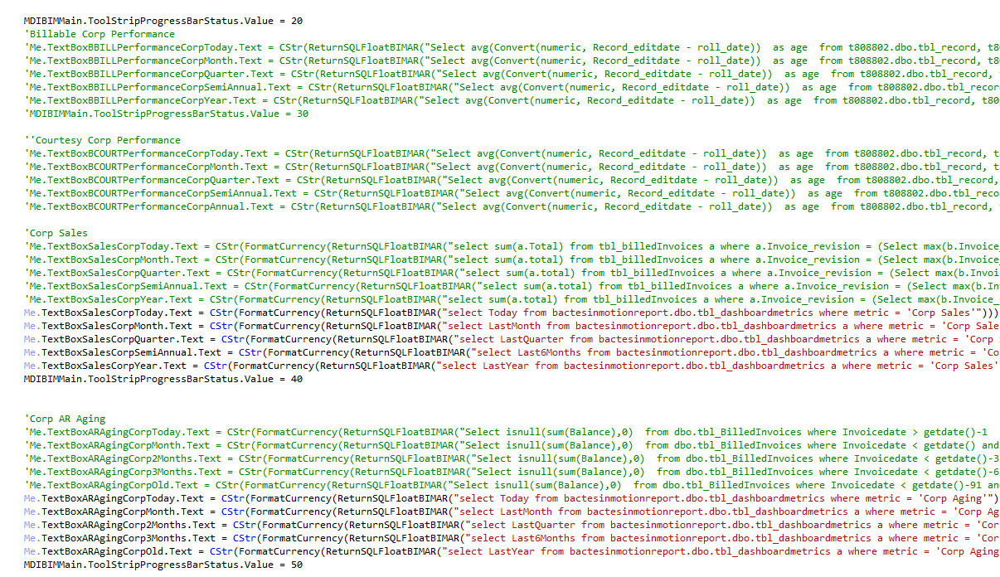 MDIBIMMain.ToolStripProgressBarStatus.Value = 20
'Billable Corp Performance
'Me.TextBoxBBILLPerformanceCorpToday.Text = CStr(ReturnSQLFloatBIMAR("Select avg(Convert(numeric, Record_editdate - roll_date))  as age  from t808802.dbo.tbl_record, t8
'Me.TextBoxBBILLPerformanceCorpMonth.Text = CStr(ReturnSQLFloatBIMAR("Select avg(Convert(numeric, Record_editdate - roll_date))  as age  from t808802.dbo.tbl_record, t8
'Me.TextBoxBBILLPerformanceCorpQuarter.Text = CStr(ReturnSQLFloatBIMAR("Select avg(Convert(numeric, Record_editdate - roll_date))  as age  from t808802.dbo.tbl_record,
'Me.TextBoxBBILLPerformanceCorpSemiAnnual.Text = CStr(ReturnSQLFloatBIMAR("Select avg(Convert(numeric, Record_editdate - roll_date))  as age  from t808802.dbo.tbl_recor
'Me.TextBoxBBILLPerformanceCorpYear.Text = CStr(ReturnSQLFloatBIMAR("Select avg(Convert(numeric, Record_editdate - roll_date))  as age  from t808802.dbo.tbl_record, t80
'MDIBIMMain.ToolStripProgressBarStatus.Value = 30
''Courtesy Corp Performance
'Me.TextBoxBCOURTPerformanceCorpToday.Text = CStr(ReturnSQLFloatBIMAR("Select avg(Convert(numeric, Record_editdate - roll_date))  as age  from t808802.dbo.tbl_record, t
'Me.TextBoxBCOURTPerformanceCorpMonth.Text = CStr(ReturnSQLFloatBIMAR("Select avg(Convert(numeric, Record_editdate - roll_date))  as age  from t808802.dbo.tbl_record, t
'Me.TextBoxBCOURTPerformanceCorpQuarter.Text = CStr(ReturnSQLFloatBIMAR("Select avg(Convert(numeric, Record_editdate - roll_date))  as age  from t808802.dbo.tbl_record,
'Me.TextBoxBCOURTPerformanceCorpSemiAnnual.Text = CStr(ReturnSQLFloatBIMAR("Select avg(Convert(numeric, Record_editdate - roll_date))  as age  from t808802.dbo.tbl_reco
'Me.TextBoxBCOURTPerformanceCorpAnnual.Text = CStr(ReturnSQLFloatBIMAR("Select avg(Convert(numeric, Record_editdate - roll_date))  as age  from t808802.dbo.tbl_record,
'Corp Sales
'Me.TextBoxSalesCorpToday.Text = CStr(FormatCurrency(ReturnSQLFloatBIMAR("select sum(a.Total) from tbl_billedInvoices a where a.Invoice_revision = (Select max(b.Invoice_
'Me.TextBoxSalesCorpMonth.Text = CStr(FormatCurrency(ReturnSQLFloatBIMAR("select sum(a.total) from tbl_billedInvoices a where a.Invoice_revision = (Select max(b.Invoice_
'Me.TextBoxSalesCorpQuarter.Text = CStr(FormatCurrency(ReturnSQLFloatBIMAR("select sum(a.total) from tbl_billedInvoices a where a.Invoice_revision = (Select max(b.Invoi
'Me.TextBoxSalesCorpSemiAnnual.Text = CStr(FormatCurrency(ReturnSQLFloatBIMAR("select sum(a.total) from tbl_billedInvoices a where a.Invoice_revision = (Select max(b.In
'Me.TextBoxSalesCorpYear.Text = CStr(FormatCurrency(ReturnSQLFloatBIMAR("select sum(a.total) from tbl_billedInvoices a where a.Invoice_revision = (Select max(b.Invoice_
Me.TextBoxSalesCorpToday.Text = CStr(FormatCurrency(ReturnSQLFloatBIMAR("select Today from bactesinmotionreport.dbo.tbl_dashboardmetrics where metric = 'Corp Sales'")))
Me.TextBoxSalesCorpMonth.Text = CStr(FormatCurrency(ReturnSQLFloatBIMAR("select LastMonth from bactesinmotionreport.dbo.tbl_dashboardmetrics a where metric = 'Corp Sale
Me.TextBoxSalesCorpQuarter.Text = CStr(FormatCurrency(ReturnSQLFloatBIMAR("select LastQuarter from bactesinmotionreport.dbo.tbl_dashboardmetrics a where metric = 'Corp
Me.TextBoxSalesCorpSemiAnnual.Text = CStr(FormatCurrency(ReturnSQLFloatBIMAR("select Last6Months from bactesinmotionreport.dbo.tbl_dashboardmetrics a where metric = 'Co
Me.TextBoxSalesCorpYear.Text = CStr(FormatCurrency(ReturnSQLFloatBIMAR("select LastYear from bactesinmotionreport.dbo.tbl_dashboardmetrics a where metric = 'Corp Sales'
MDIBIMMain.ToolStripProgressBarStatus.Value = 40
'Corp AR Aging
'Me.TextBoxARAgingCorpToday.Text = CStr(FormatCurrency(ReturnSQLFloatBIMAR("Select isnull(sum(Balance),0)  from dbo.tbl_BilledInvoices where Invoicedate > getdate()-1
'Me.TextBoxARAgingCorpMonth.Text = CStr(FormatCurrency(ReturnSQLFloatBIMAR("Select isnull(sum(Balance),0)  from dbo.tbl_BilledInvoices where Invoicedate < getdate() and
'Me.TextBoxARAgingCorp2Months.Text = CStr(FormatCurrency(ReturnSQLFloatBIMAR("Select isnull(sum(Balance),0)  from dbo.tbl_BilledInvoices where Invoicedate < getdate()-3
'Me.TextBoxARAgingCorp3Months.Text = CStr(FormatCurrency(ReturnSQLFloatBIMAR("Select isnull(sum(Balance),0)  from dbo.tbl_BilledInvoices where Invoicedate < getdate()-6
'Me.TextBoxARAgingCorpOld.Text = CStr(FormatCurrency(ReturnSQLFloatBIMAR("Select isnull(sum(Balance),0)  from dbo.tbl_BilledInvoices where Invoicedate < getdate()-91 an
Me.TextBoxARAgingCorpToday.Text = CStr(FormatCurrency(ReturnSQLFloatBIMAR("select Today from bactesinmotionreport.dbo.tbl_dashboardmetrics where metric = 'Corp Aging'")
Me.TextBoxARAgingCorpMonth.Text = CStr(FormatCurrency(ReturnSQLFloatBIMAR("select LastMonth from bactesinmotionreport.dbo.tbl_dashboardmetrics a where metric = 'Corp Ag
Me.TextBoxARAgingCorp2Months.Text = CStr(FormatCurrency(ReturnSQLFloatBIMAR("select LastQuarter from bactesinmotionreport.dbo.tbl_dashboardmetrics a where metric = 'Cor
Me.TextBoxARAgingCorp3Months.Text = CStr(FormatCurrency(ReturnSQLFloatBIMAR("select Last6Months from bactesinmotionreport.dbo.tbl_dashboardmetrics a where metric = 'Cor
Me.TextBoxARAgingCorpOld.Text = CStr(FormatCurrency(ReturnSQLFloatBIMAR("select LastYear from bactesinmotionreport.dbo.tbl_dashboardmetrics a where metric = 'Corp Aging
MDIBIMMain.ToolStripProgressBarStatus.Value = 50